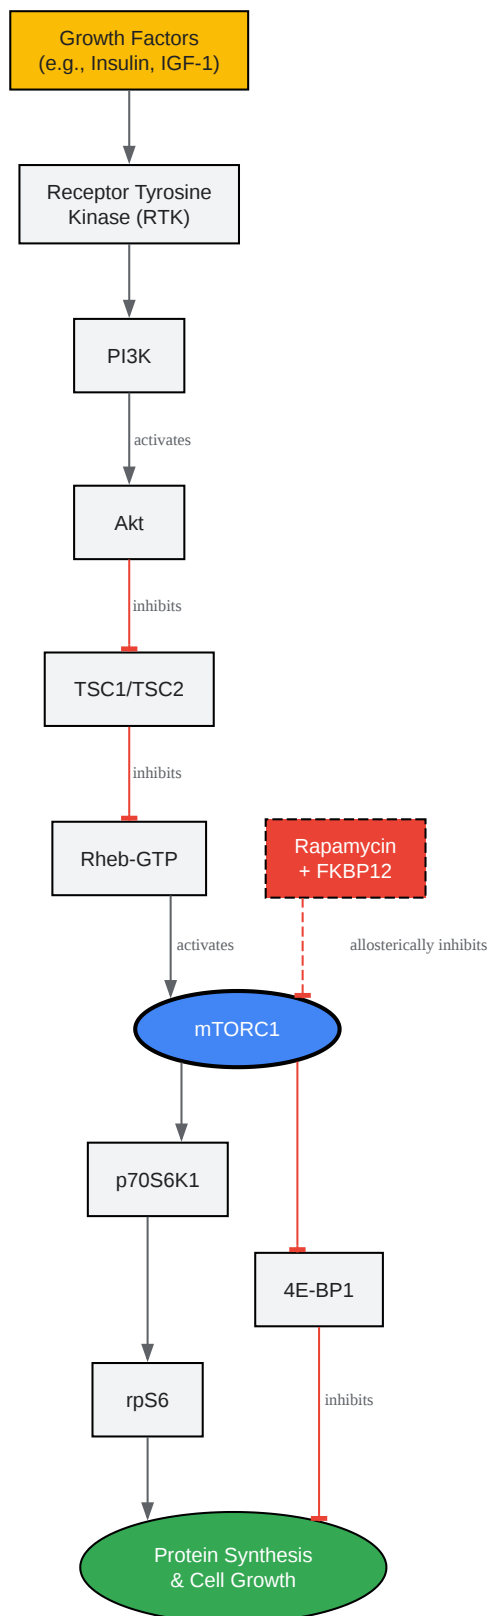 Growth Factors
(e.g., Insulin, IGF-1)
Receptor Tyrosine
Kinase (RTK)
PI3K
activates
Akt
inhibits
TSC1/TSC2
inhibits
Rheb-GTP
Rapamycin
+ FKBP12
activates
allosterically inhibits
mTORC1
p70S6K1
4E-BP1
rpS6
inhibits
Protein Synthesis
& Cell Growth